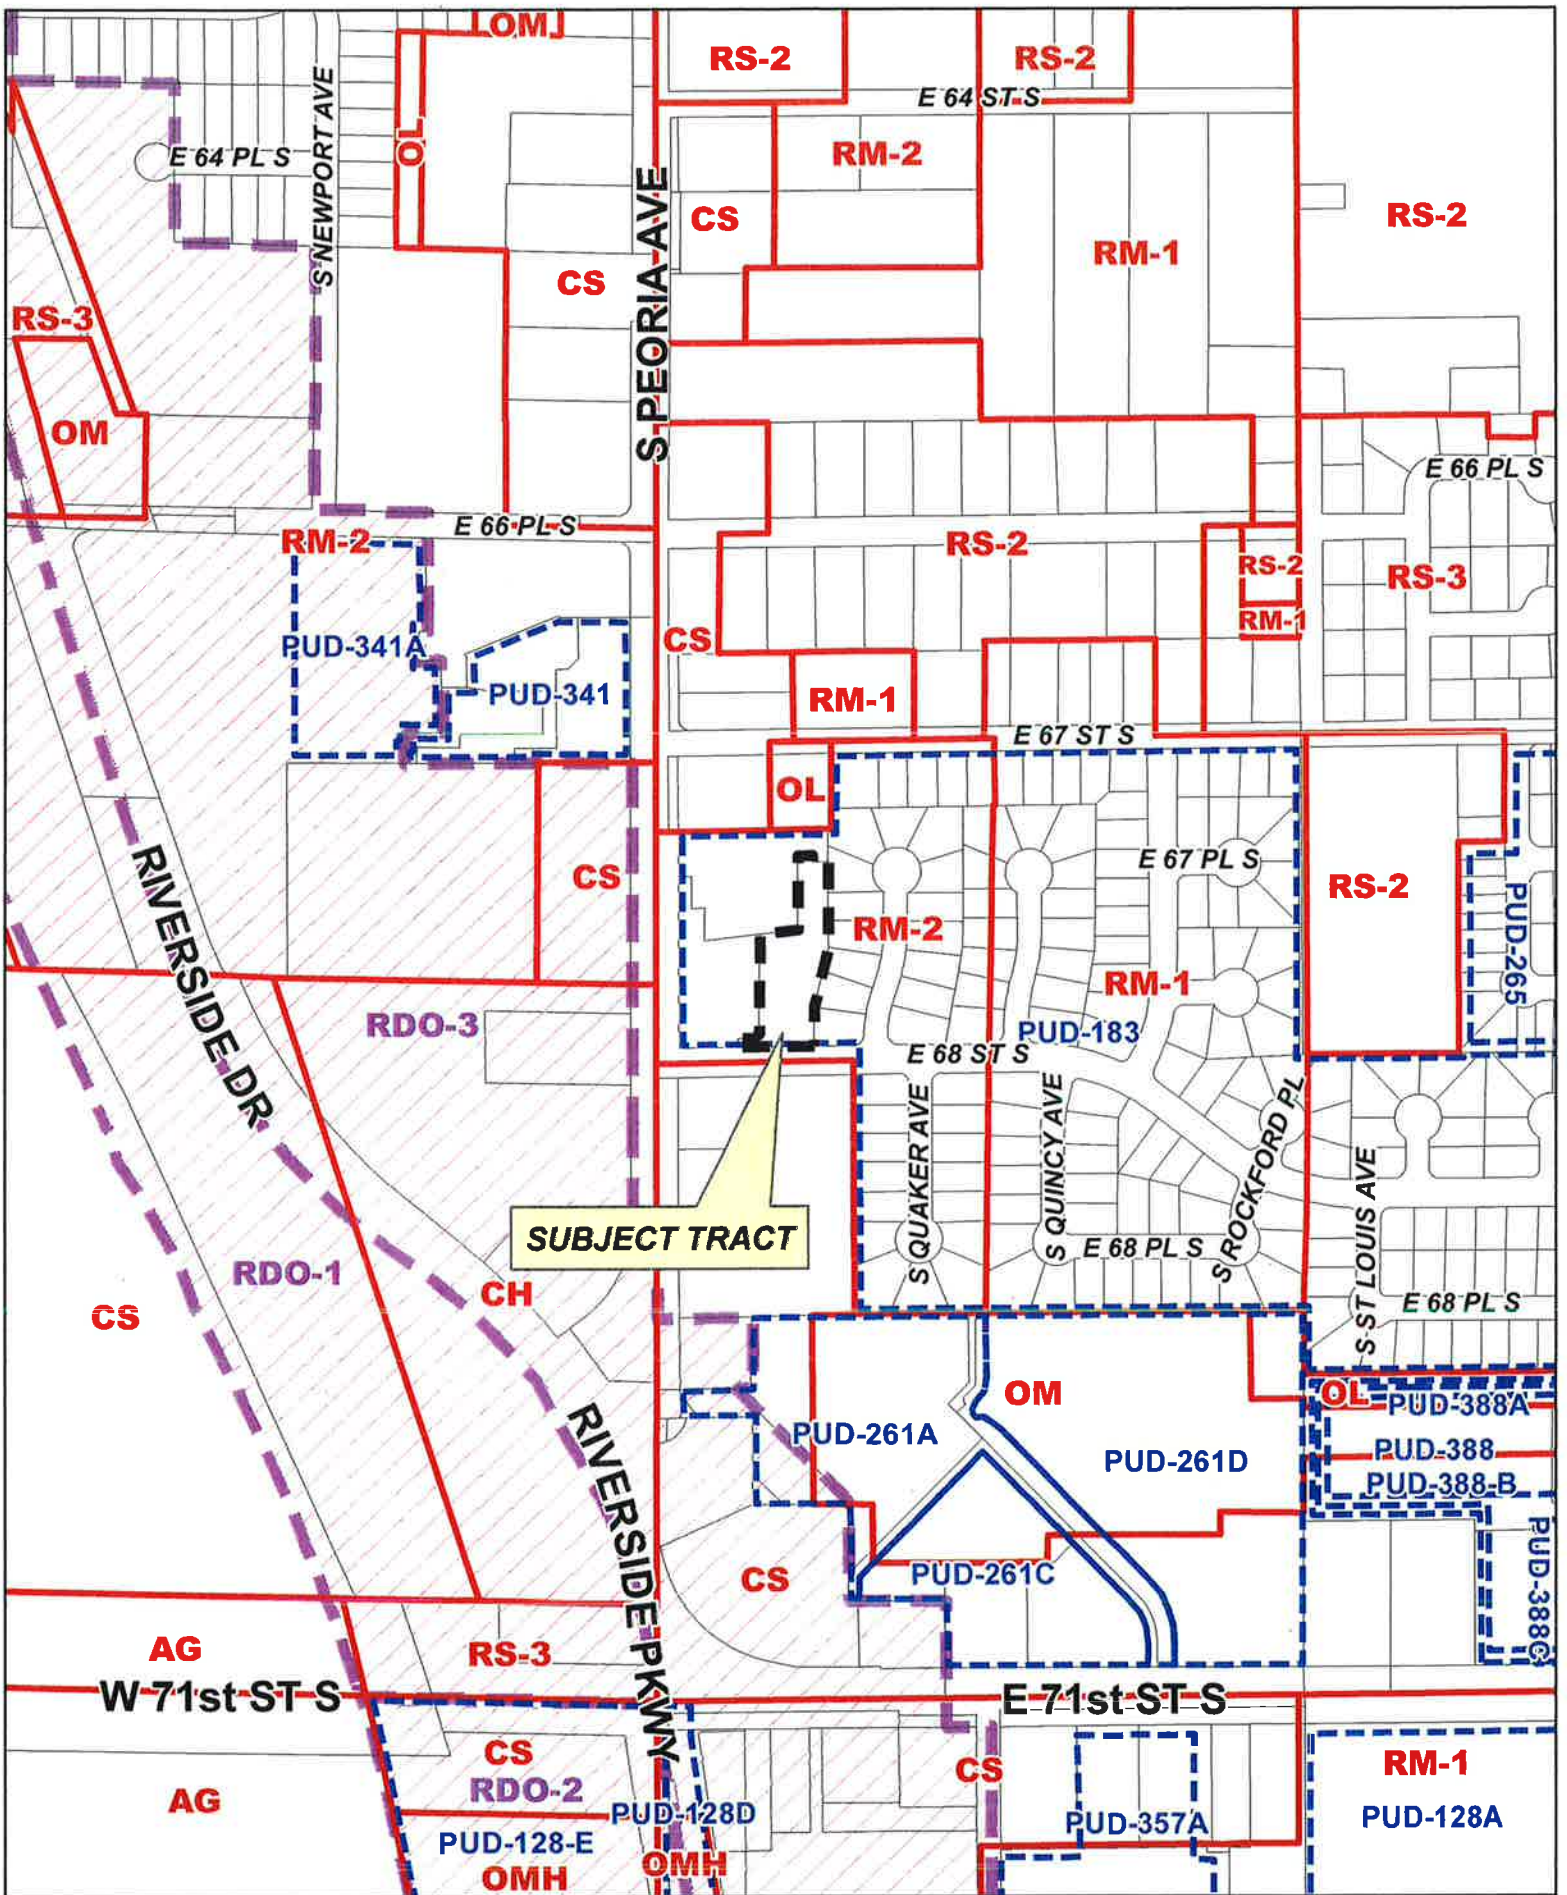 LOMJ
RS-2
RS-2
E 64 ST S
S NEWPORT AVE
OL
RM-2
E 64 PL S
S PEORIA AVE
CS
RS-2
RM-1
CS
RS-3
OM
E 66 PL S
E 66 PL S
RM-2
RS-2
RS-2
RS-3
RM-1
PUD-341A
CS
PUD-341
RM-1
E 67 ST S
OL
E 67 PL S
CS
RS-2
RIVERSIDE DR
RM-2
PUD-265
RM-1
RDO-3
PUD-183
E 68 ST S
S QUAKER AVE
S QUINCY AVE
S ROCKFORD PL
S ST LOUIS AVE
SUBJECT TRACT
E 68 PL S
RDO-1
CH
CS
E 68 PL S
OM
OL
PUD-388A
PUD-261A
PUD-388
PUD-261D
PUD-388-B
RIVERSIDE PKWY
CS
PUD-261C
PUD-388C
AG
RS-3
W 71st ST S
E 71st ST S
CS
CS
RM-1
RDO-2
AG
PUD-128D
PUD-357A
PUD-128A
PUD-128-E
OMH
OMH